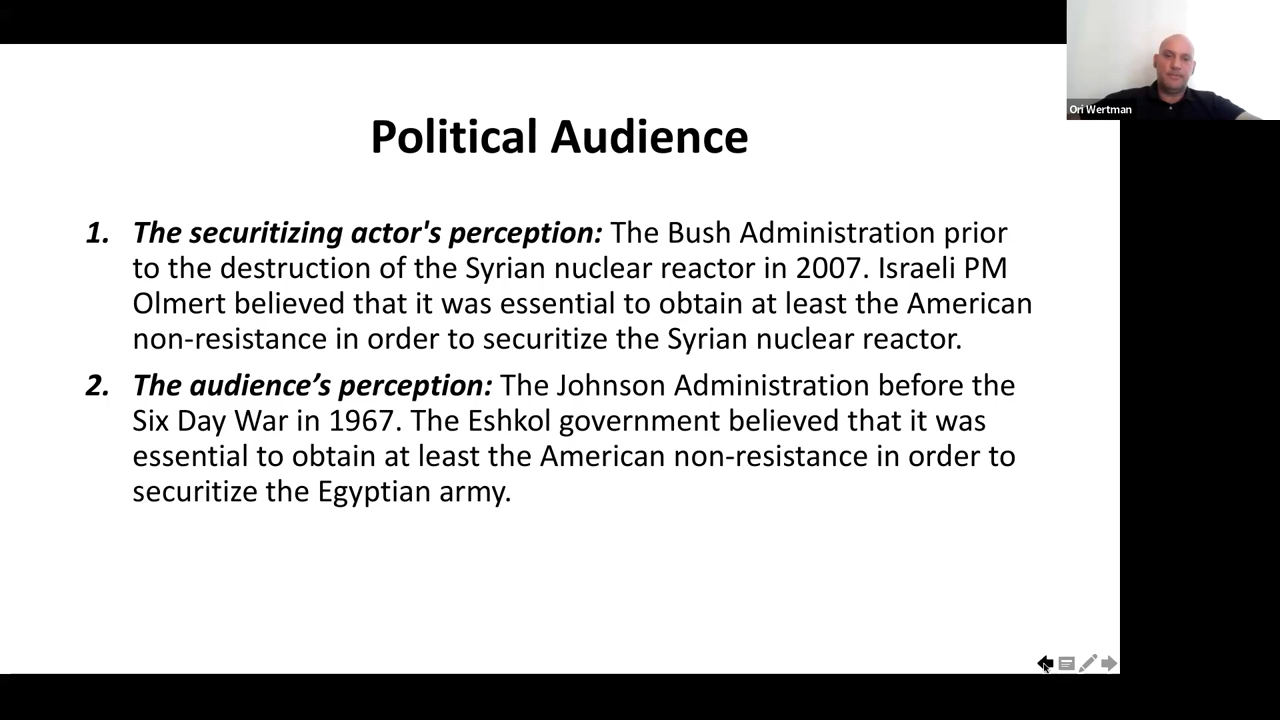 Ori Wertman
Political Audience
1. The securitizing actor's perception: The Bush Administration prior
to the destruction of the Syrian nuclear reactor in 2007. Israeli PM
Olmert believed that it was essential to obtain at least the American
non-resistance in order to securitize the Syrian nuclear reactor.
2. The audience’s perception: The Johnson Administration before the
Six Day War in 1967. The Eshkol government believed that it was
essential to obtain at least the American non-resistance in order to
securitize the Egyptian army.